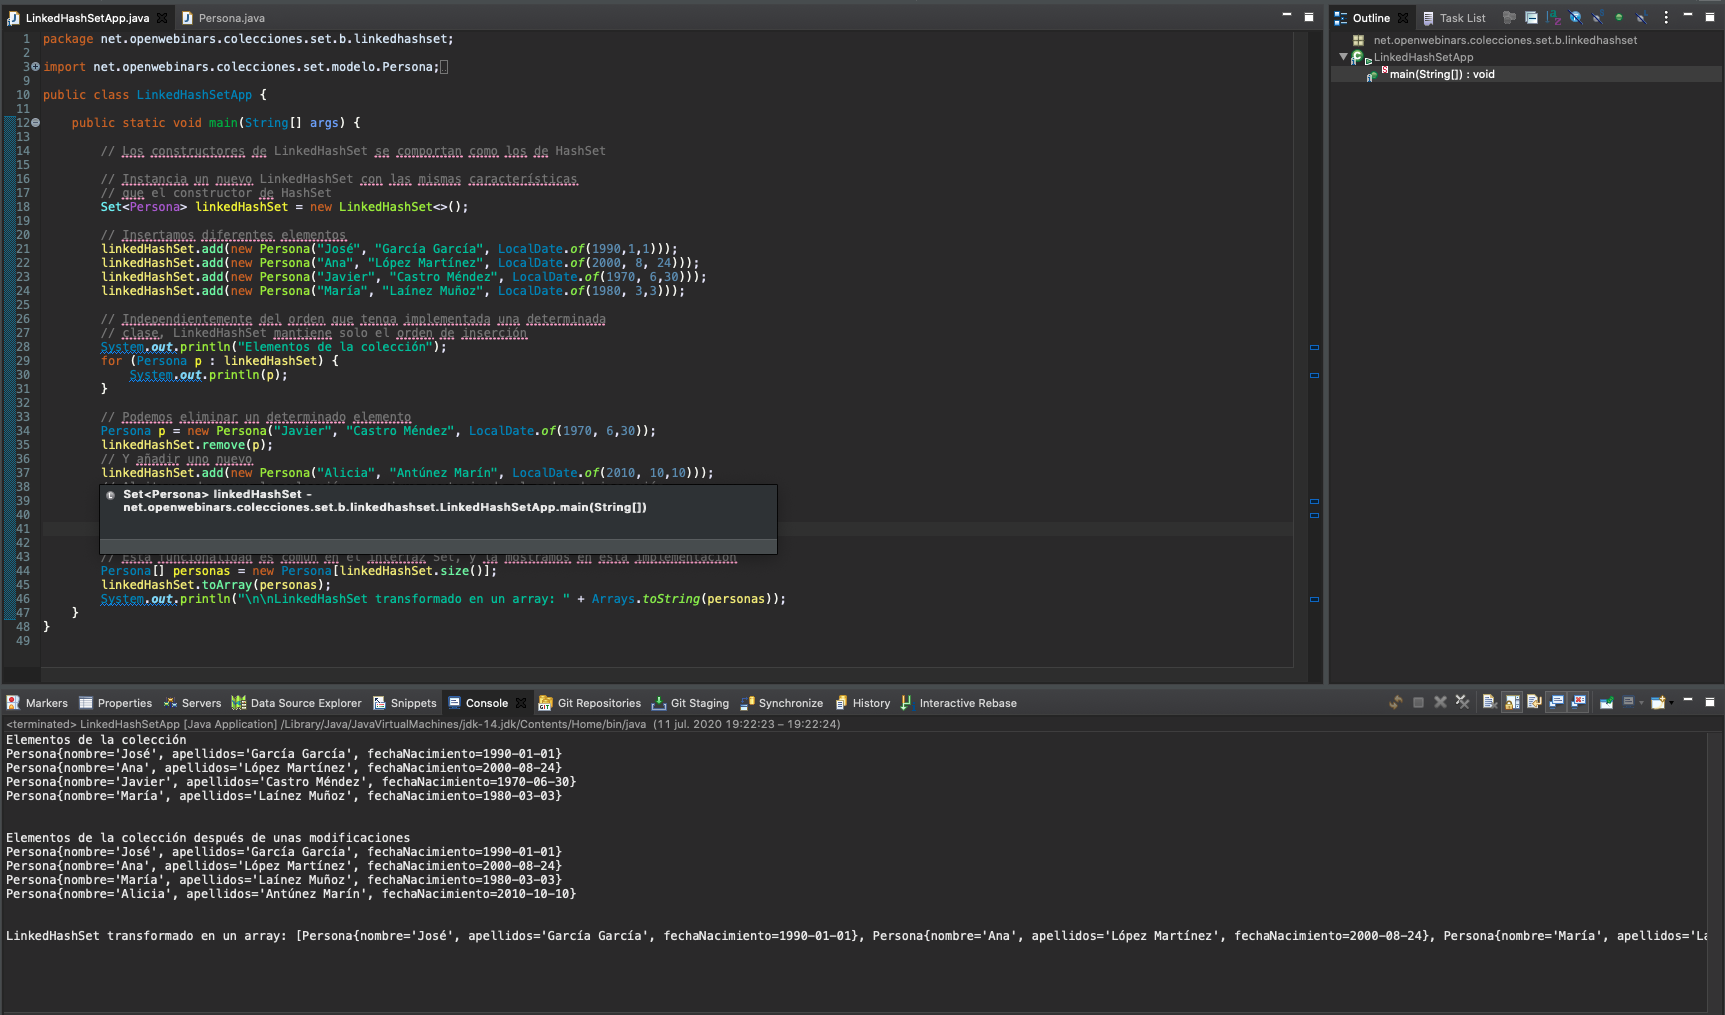 LinkedHashSetApp.java
Persona.java
1 package net.openwebinars.colecciones.set.b.linkedhashset;
2
3 import net.openwebinars.colecciones.set.modelo.Persona;
9
10 public class LinkedHashSetApp {
11
12 public static void main(String[] args) {
13
14 // Los constructores de LinkedHashSet se comportan como los de HashSet
15
16 // Instancia un nuevo LinkedHashSet con las mismas características
17 // que el constructor de HashSet
18 Set<Persona> linkedHashSet = new LinkedHashSet<>();
19
20 // Insertamos diferentes elementos
21 linkedHashSet.add(new Persona("José", "García García", LocalDate.of(1990,1,1)));
22 linkedHashSet.add(new Persona("Ana", "López Martínez", LocalDate.of(2000, 8, 24)));
23 linkedHashSet.add(new Persona("Javier", "Castro Méndez", LocalDate.of(1970, 6,30)));
24 linkedHashSet.add(new Persona("María", "Laínez Muñoz", LocalDate.of(1980, 3,3)));
25
26 // Independientemente del orden que tenga implementada una determinada
27 // clase, LinkedHashSet mantiene solo el orden de inserción
28 System.out.println("Elementos de la colección");
29 for (Persona p : linkedHashSet) {
30 System.out.println(p);
31 }
32
33 // Podemos eliminar un determinado elemento
34 Persona p = new Persona("Javier", "Castro Méndez", LocalDate.of(1970, 6,30));
35 linkedHashSet.remove(p);
36 // Y añadir uno nuevo
37 linkedHashSet.add(new Persona("Alicia", "Antúnez Marín", LocalDate.of(2010, 10,10)));
38
39 Set<Persona> linkedHashSet -
40 net.openwebinars.colecciones.set.b.linkedhashset.LinkedHashSetApp.main(String[])
41
42
43 // Esta funcionalidad es común en el interfaz Set, y la mostramos en esta implementación
44 Persona[] personas = new Persona[linkedHashSet.size()];
45 linkedHashSet.toArray(personas);
46 System.out.println("\n\nLinkedHashSet transformado en un array: " + Arrays.toString(personas));
47 }
48 }
49
Outline
Task List
net.openwebinars.colecciones.set.b.linkedhashset
LinkedHashSetApp
main(String[]) : void
Markers Properties Servers Data Source Explorer Snippets Console Git Repositories Git Staging Synchronize History Interactive Rebase
<terminated> LinkedHashSetApp [Java Application] /Library/Java/JavaVirtualMachines/jdk-14.jdk/Contents/Home/bin/java (11 jul. 2020 19:22:23 – 19:22:24)
Elementos de la colección
Persona{nombre='José', apellidos='García García', fechaNacimiento=1990-01-01}
Persona{nombre='Ana', apellidos='López Martínez', fechaNacimiento=2000-08-24}
Persona{nombre='Javier', apellidos='Castro Méndez', fechaNacimiento=1970-06-30}
Persona{nombre='María', apellidos='Laínez Muñoz', fechaNacimiento=1980-03-03}
Elementos de la colección después de unas modificaciones
Persona{nombre='José', apellidos='García García', fechaNacimiento=1990-01-01}
Persona{nombre='Ana', apellidos='López Martínez', fechaNacimiento=2000-08-24}
Persona{nombre='María', apellidos='Laínez Muñoz', fechaNacimiento=1980-03-03}
Persona{nombre='Alicia', apellidos='Antúnez Marín', fechaNacimiento=2010-10-10}
LinkedHashSet transformado en un array: [Persona{nombre='José', apellidos='García García', fechaNacimiento=1990-01-01}, Persona{nombre='Ana', apellidos='López Martínez', fechaNacimiento=2000-08-24}, Persona{nombre='María', apellidos='La